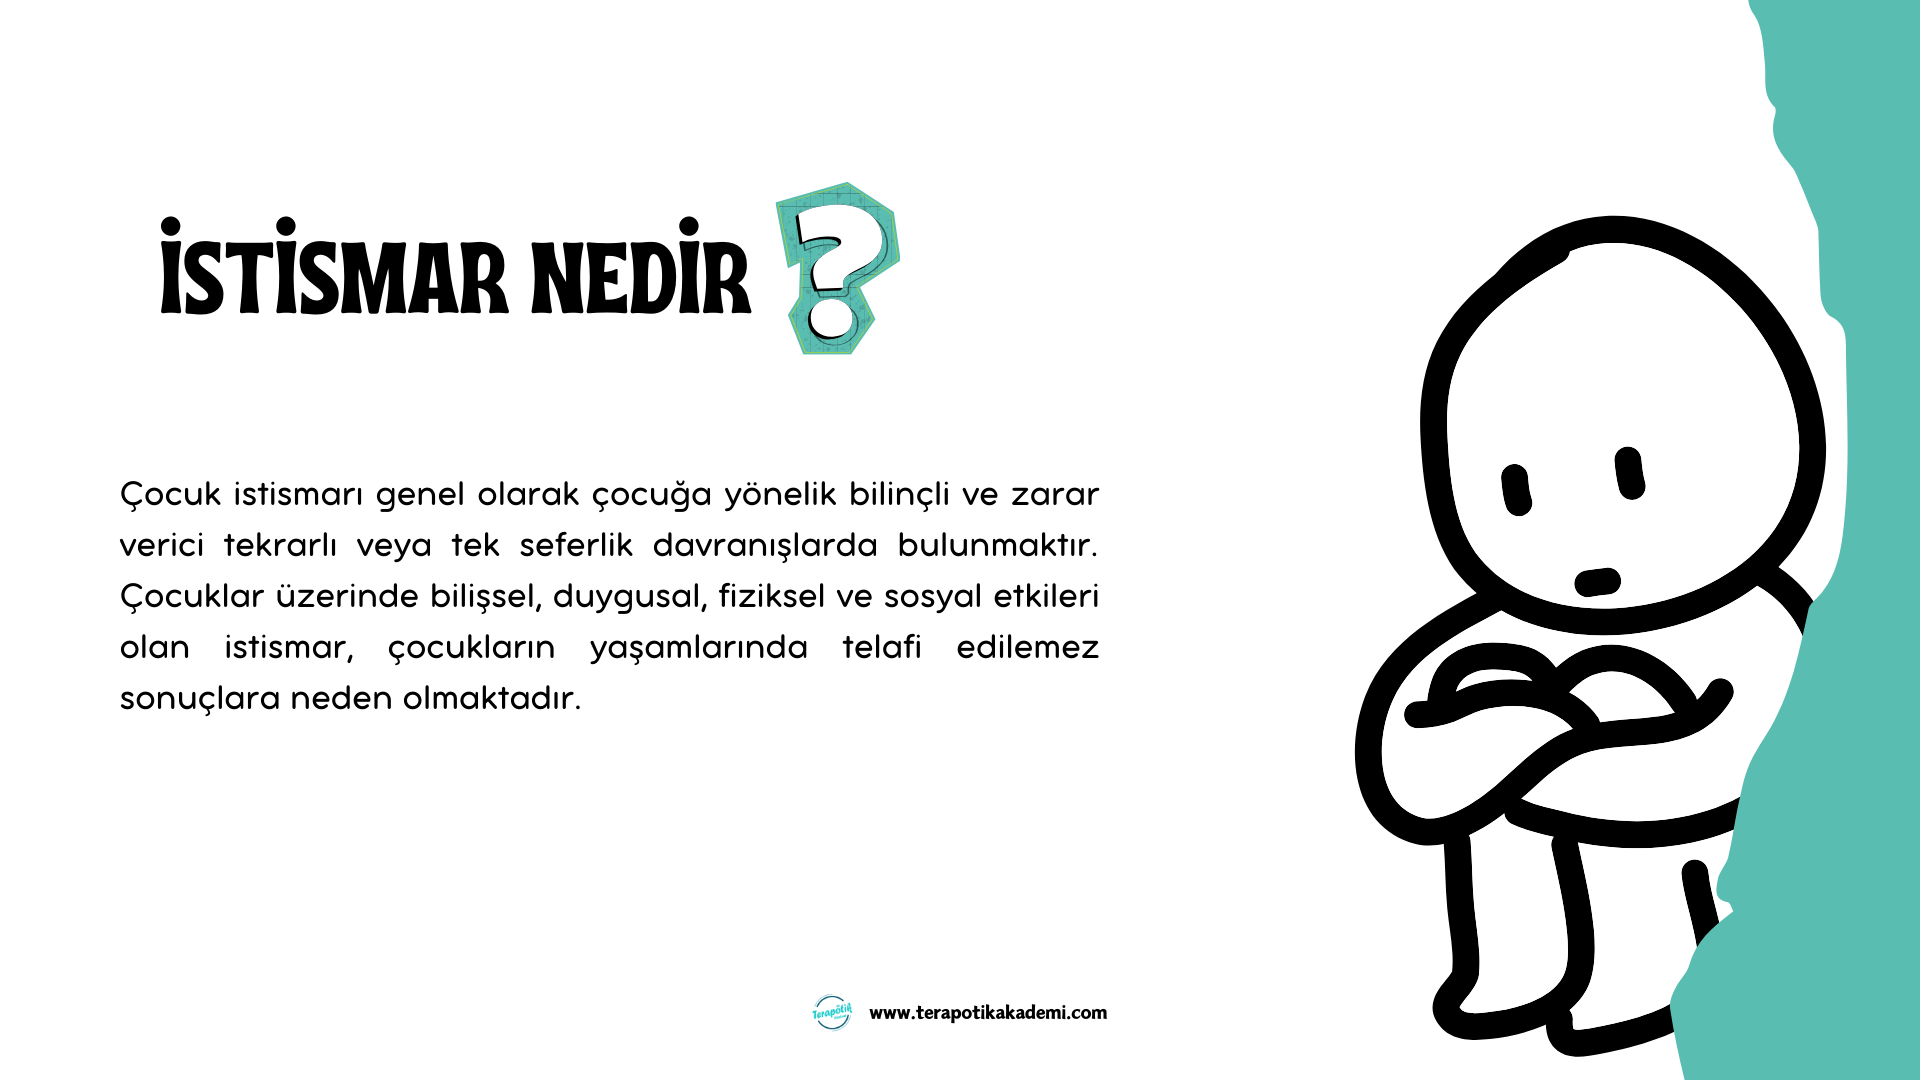 İSTİSMAR NEDİR?
Çocuk istismarı genel olarak çocuğa yönelik bilinçli ve zarar
verici tekrarlı veya tek seferlik davranışlarda bulunmaktır.
Çocuklar üzerinde bilişsel, duygusal, fiziksel ve sosyal etkileri
olan istismar, çocukların yaşamlarında telafi edilemez
sonuçlara neden olmaktadır.
Terapötik
www.terapotikakademi.com